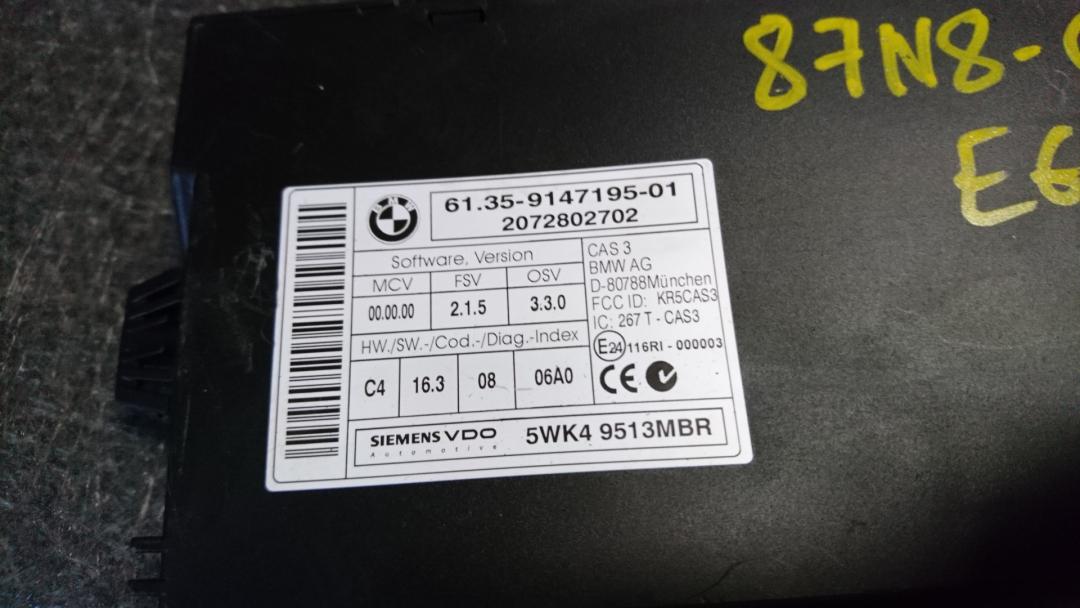 87N8-
E6
BMW
61.35-9147195-01
2072802702
Software, Version
MCV FSV OSV
00.00.00 2.1.5 3.3.0
HW./SW.-/Cod.-/Diag.-Index
C4 16.3 08 06A0
CAS 3
BMW AG
D-80788München
FCC ID: KR5CAS3
IC: 267 T - CAS3
E24 116RI - 000003
CE
SIEMENS VDO
Automotive
5WK4 9513MBR